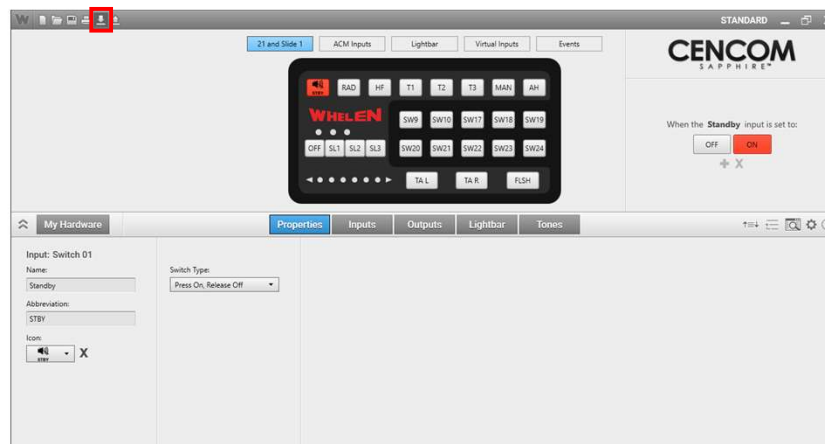 W
STANDARD
21 and Slide 1 ACM Inputs Lightbar Virtual Inputs Events
CENCOM
SAPPHIRE™
STBY RAD HF T1 T2 T3 MAN AH
WHELEN
SW9 SW10 SW17 SW18 SW19
OFF SL1 SL2 SL3 SW20 SW21 SW22 SW23 SW24
TA L TA R FLSH
When the Standby input is set to:
OFF ON
My Hardware Properties Inputs Outputs Lightbar Tones
Input: Switch 01
Name:
Standby
Abbreviation:
STBY
Icon:
STBY X
Switch Type:
Press On, Release Off